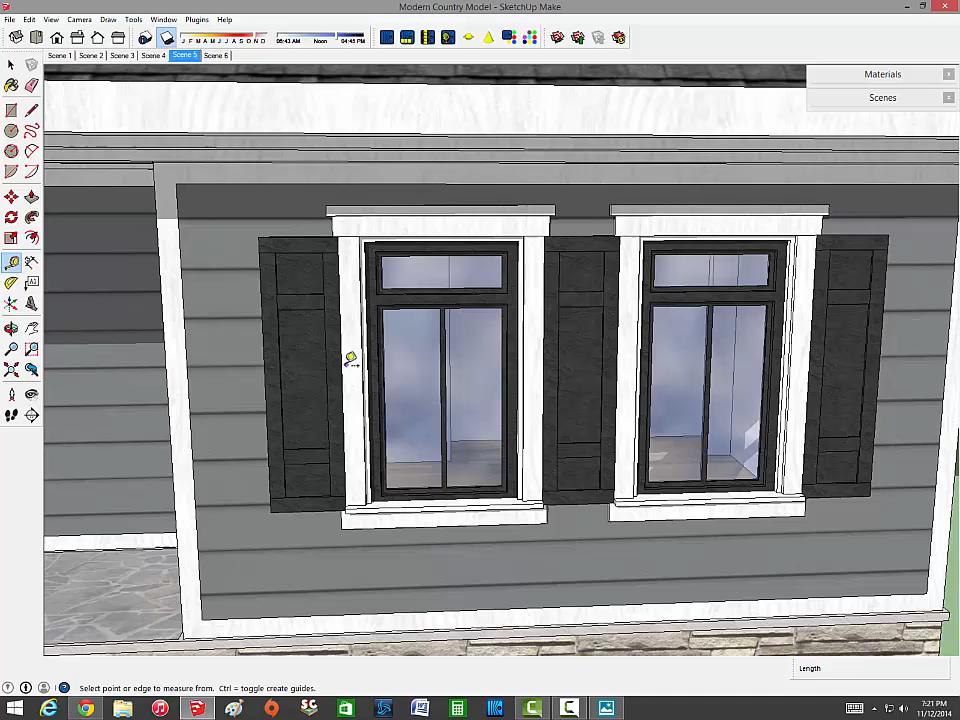 Modern Country Model - SketchUp Make
File Edit View Camera Draw Tools Window Plugins Help
J F M A M J J A S O N D 06:43 AM Noon 04:45 PM
Scene 1 Scene 2 Scene 3 Scene 4 Scene 5 Scene 6
Materials
Scenes
A1
Length
Select point or edge to measure from. Ctrl = toggle create guides.
7:21 PM
11/12/2014